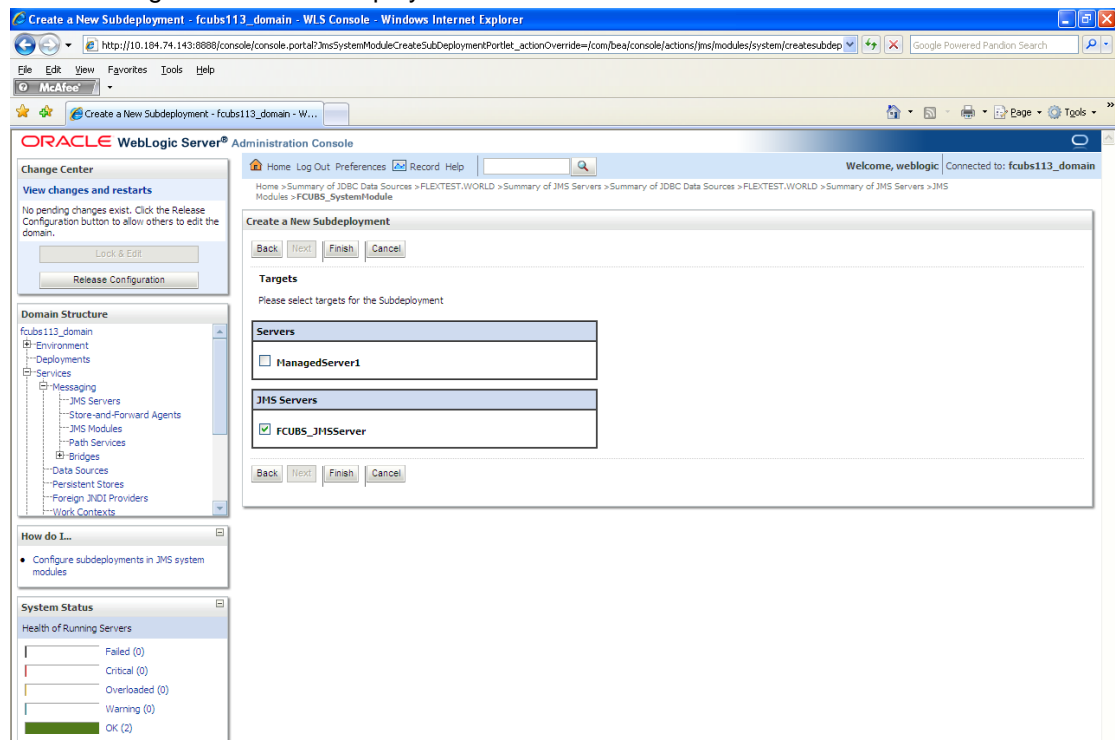 Create a New Subdeployment - fcubs113_domain - WLS Console - Windows Internet Explorer
http://10.184.74.143:8888/console/console.portal?JmsSystemModuleCreateSubDeploymentPortlet_actionOverride=/com/bea/console/actions/jms/modules/system/createsubdep
Google Powered Pandion Search
File Edit View Favorites Tools Help
McAfee
Create a New Subdeployment - fcubs113_domain - W...
Page Tools
ORACLE WebLogic Server® Administration Console
Change Center
View changes and restarts
No pending changes exist. Click the Release
Configuration button to allow others to edit the
domain.
Lock & Edit
Release Configuration
Domain Structure
fcubs113_domain
Environment
Deployments
Services
Messaging
JMS Servers
Store-and-Forward Agents
JMS Modules
Path Services
Bridges
Data Sources
Persistent Stores
Foreign JNDI Providers
Work Contexts
How do I...
Configure subdeployments in JMS system
modules
System Status
Health of Running Servers
Failed (0)
Critical (0)
Overloaded (0)
Warning (0)
OK (2)
Home Log Out Preferences Record Help
Welcome, weblogic Connected to: fcubs113_domain
Home >Summary of JDBC Data Sources >FLEXTEST.WORLD >Summary of JMS Servers >Summary of JDBC Data Sources >FLEXTEST.WORLD >Summary of JMS Servers >JMS
Modules >FCUBS_SystemModule
Create a New Subdeployment
Back Next Finish Cancel
Targets
Please select targets for the Subdeployment
Servers
ManagedServer1
JMS Servers
FCUBS_JMSServer
Back Next Finish Cancel